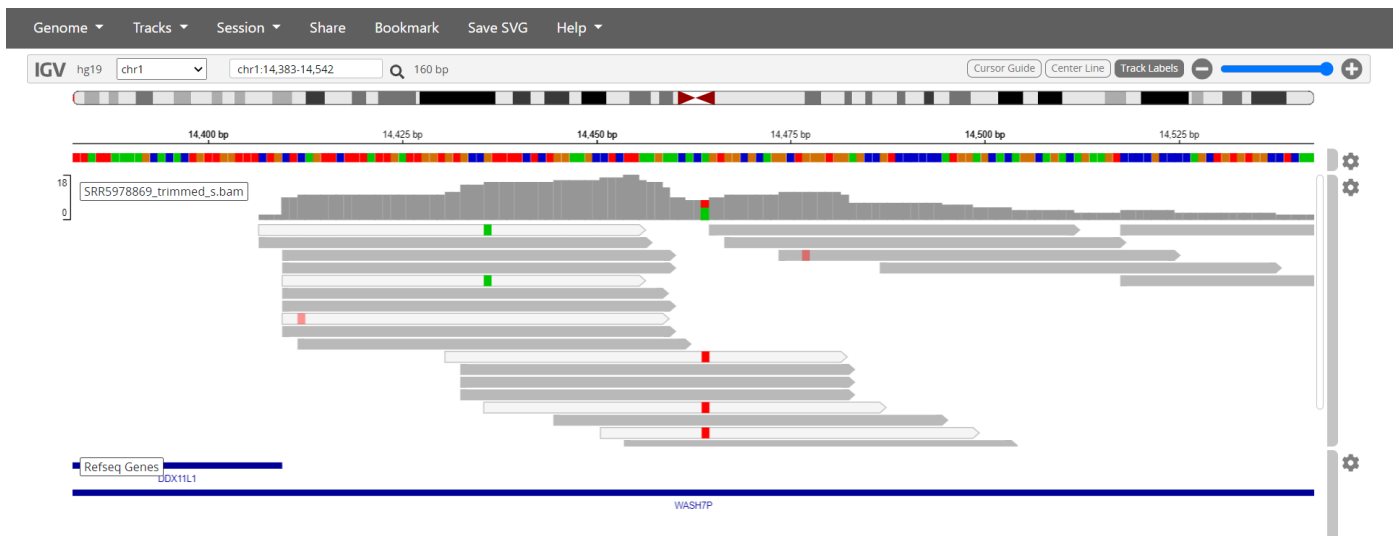 Genome Tracks Session Share Bookmark Save SVG Help
IGV hg19 chr1 chr1:14,383-14,542 160 bp Cursor Guide Center Line Track Labels
14,400 bp 14,425 bp 14,450 bp 14,475 bp 14,500 bp 14,525 bp
18
SRR5978869_trimmed_s.bam
0
Refseq Genes
DDX11L1
WASH7P